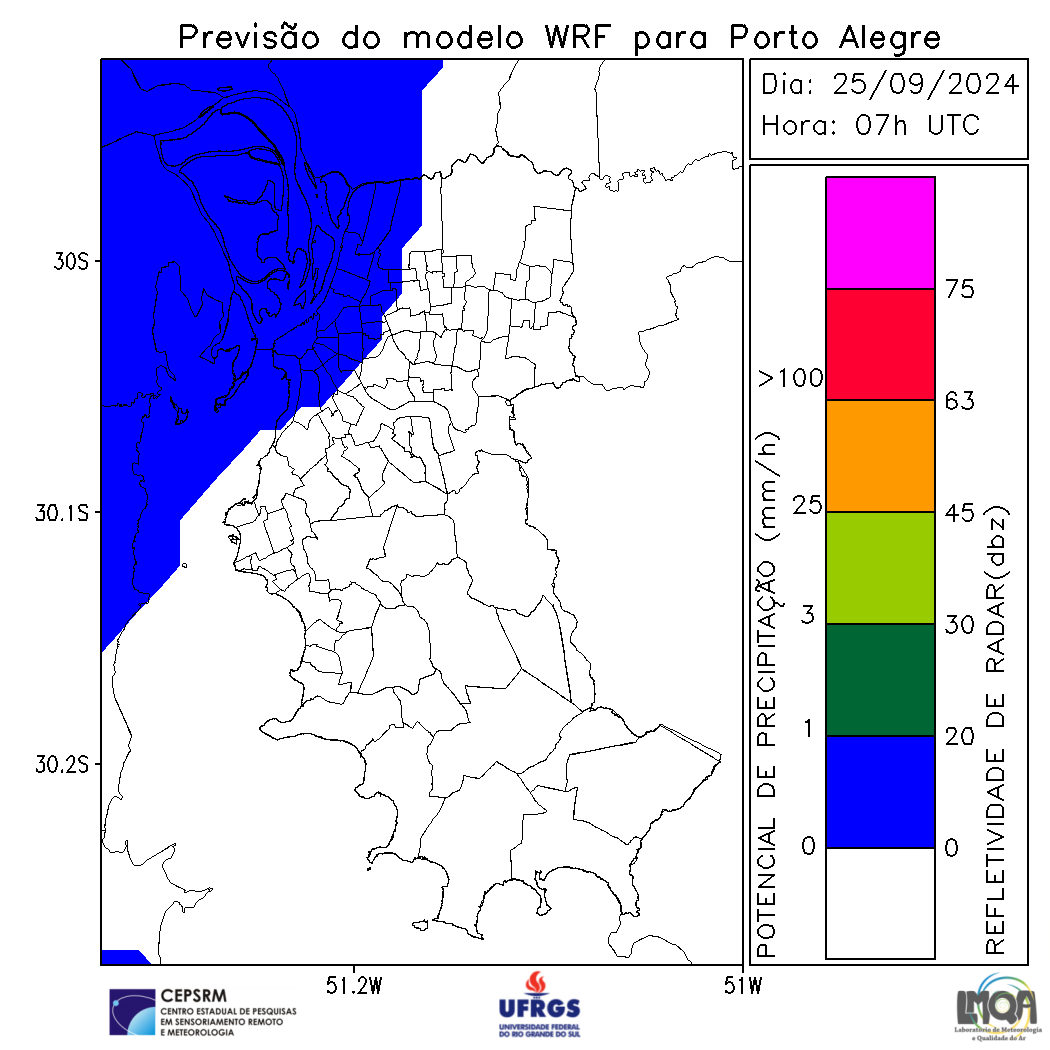 Previsão do modelo WRF para Porto Alegre
Dia: 25/09/2024
Hora: 07h UTC
30S
30.1S
30.2S
51.2W
51W
POTENCIAL DE PRECIPITAÇÃO (mm/h)
>100
25
3
1
0
75
63
45
30
20
0
REFLETIVIDADE DE RADAR(dbz)
CEPSRM
CENTRO ESTADUAL DE PESQUISAS
EM SENSORIAMENTO REMOTO
E METEOROLOGIA
UFRGS
UNIVERSIDADE FEDERAL
DO RIO GRANDE DO SUL
LMQA
Laboratório de Meteorologia
e Qualidade do Ar